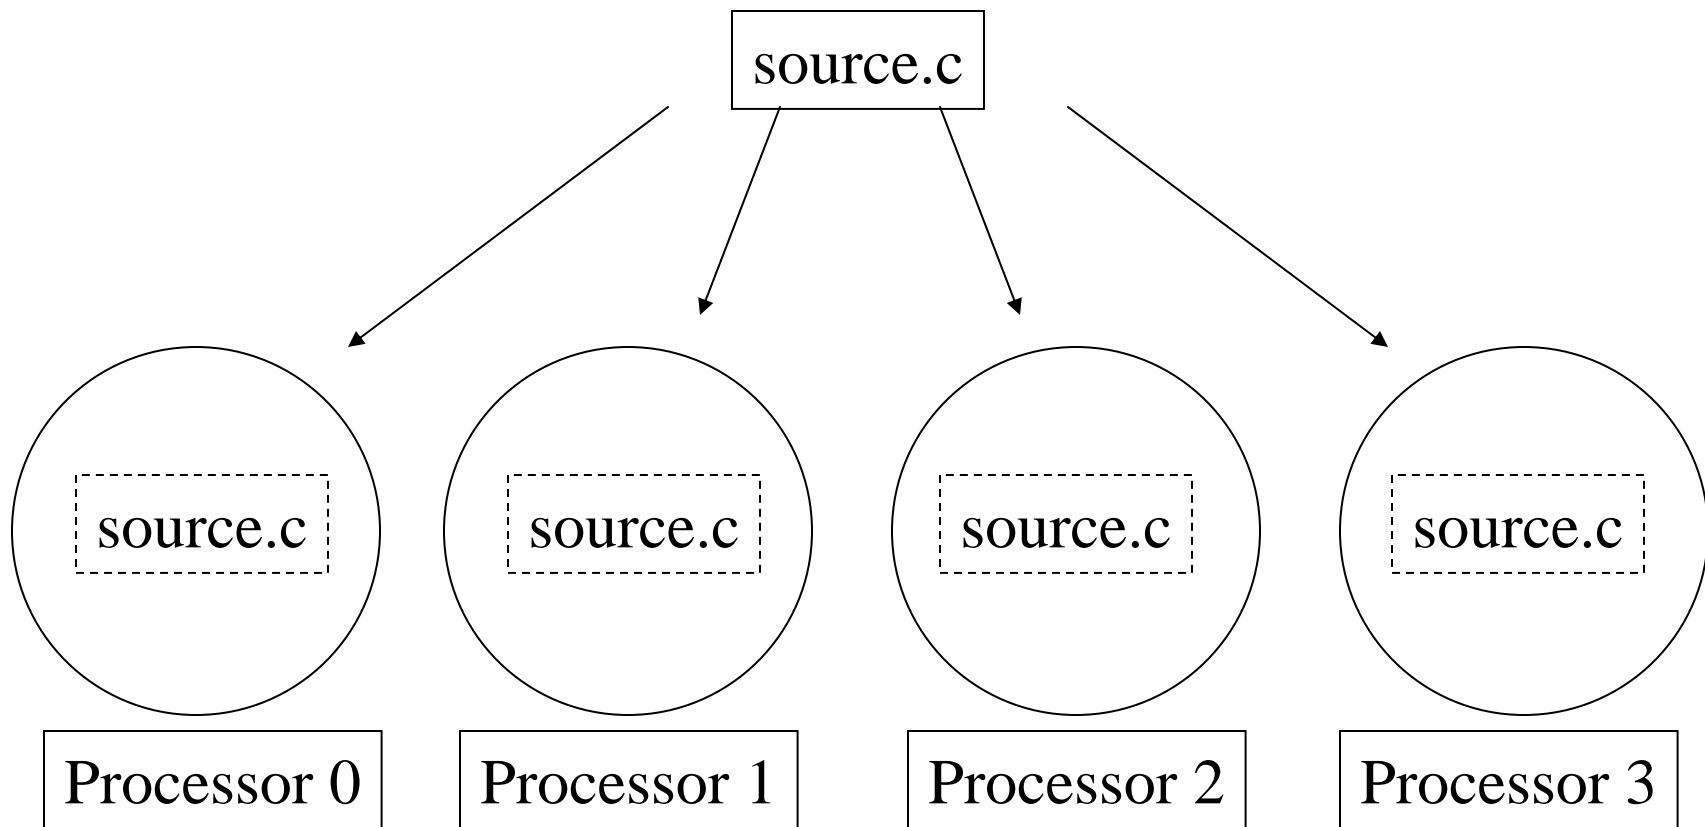 source.c
source.c
source.c
source.c
source.c
Processor 0
Processor 1
Processor 2
Processor 3